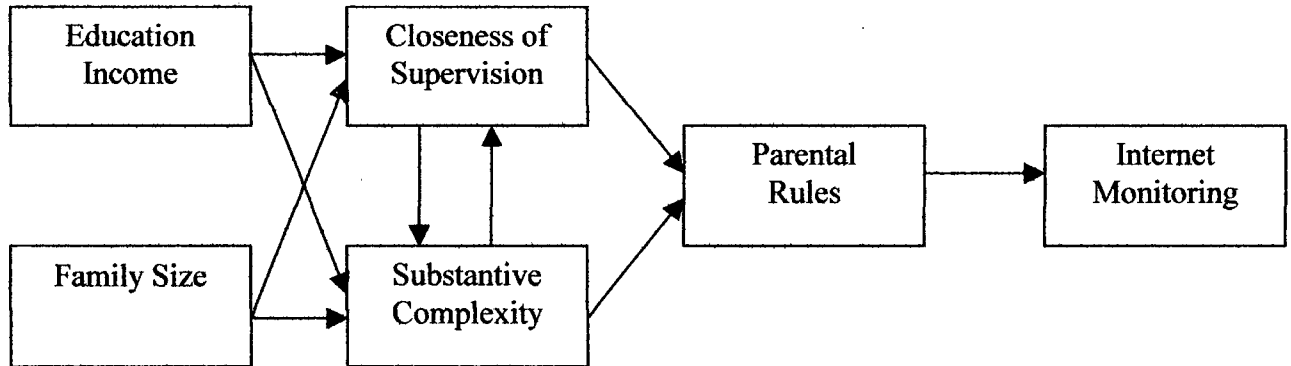 Education
Income
Closeness of
Supervision
Parental
Rules
Internet
Monitoring
Family Size
Substantive
Complexity